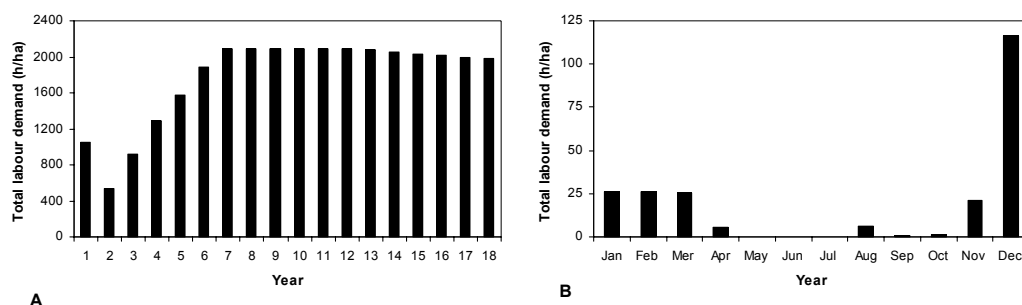 Total labour demand (h/ha)
2400
2000
1600
1200
800
400
0
1 2 3 4 5 6 7 8 9 10 11 12 13 14 15 16 17 18
Year
A
Total labour demand (h/ha)
125
100
75
50
25
0
Jan Feb Mer Apr May Jun Jul Aug Sep Oct Nov Dec
Year
B